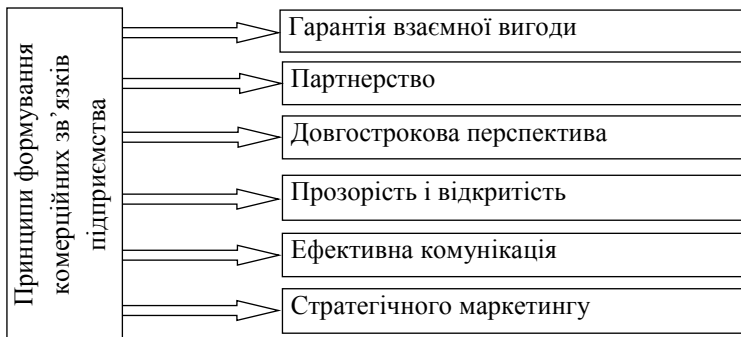 Принципи формування
комерційних зв’язків
підприємства
Гарантія взаємної вигоди
Партнерство
Довгострокова перспектива
Прозорість і відкритість
Ефективна комунікація
Стратегічного маркетингу